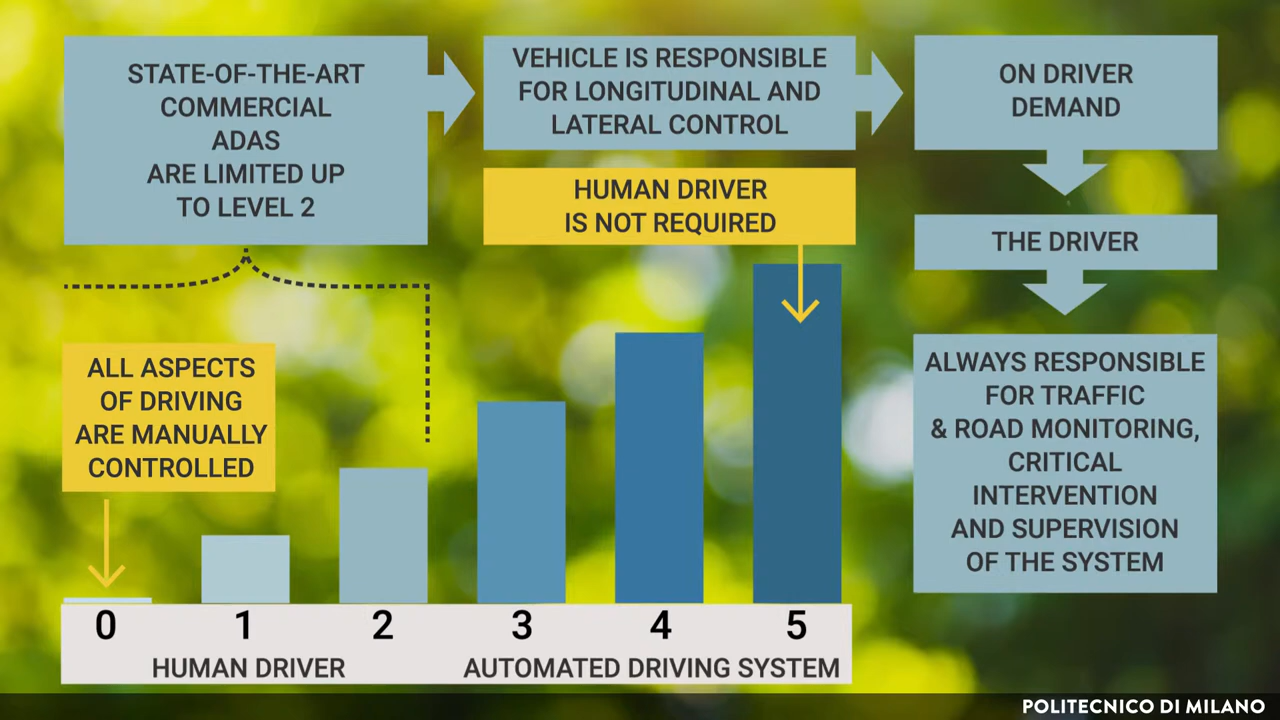 STATE-OF-THE-ART
COMMERCIAL
ADAS
ARE LIMITED UP
TO LEVEL 2
VEHICLE IS RESPONSIBLE
FOR LONGITUDINAL AND
LATERAL CONTROL
ON DRIVER
DEMAND
HUMAN DRIVER
IS NOT REQUIRED
THE DRIVER
ALWAYS RESPONSIBLE
FOR TRAFFIC
& ROAD MONITORING,
CRITICAL
INTERVENTION
AND SUPERVISION
OF THE SYSTEM
ALL ASPECTS
OF DRIVING
ARE MANUALLY
CONTROLLED
0 1 2 3 4 5
HUMAN DRIVER AUTOMATED DRIVING SYSTEM
POLITECNICO DI MILANO